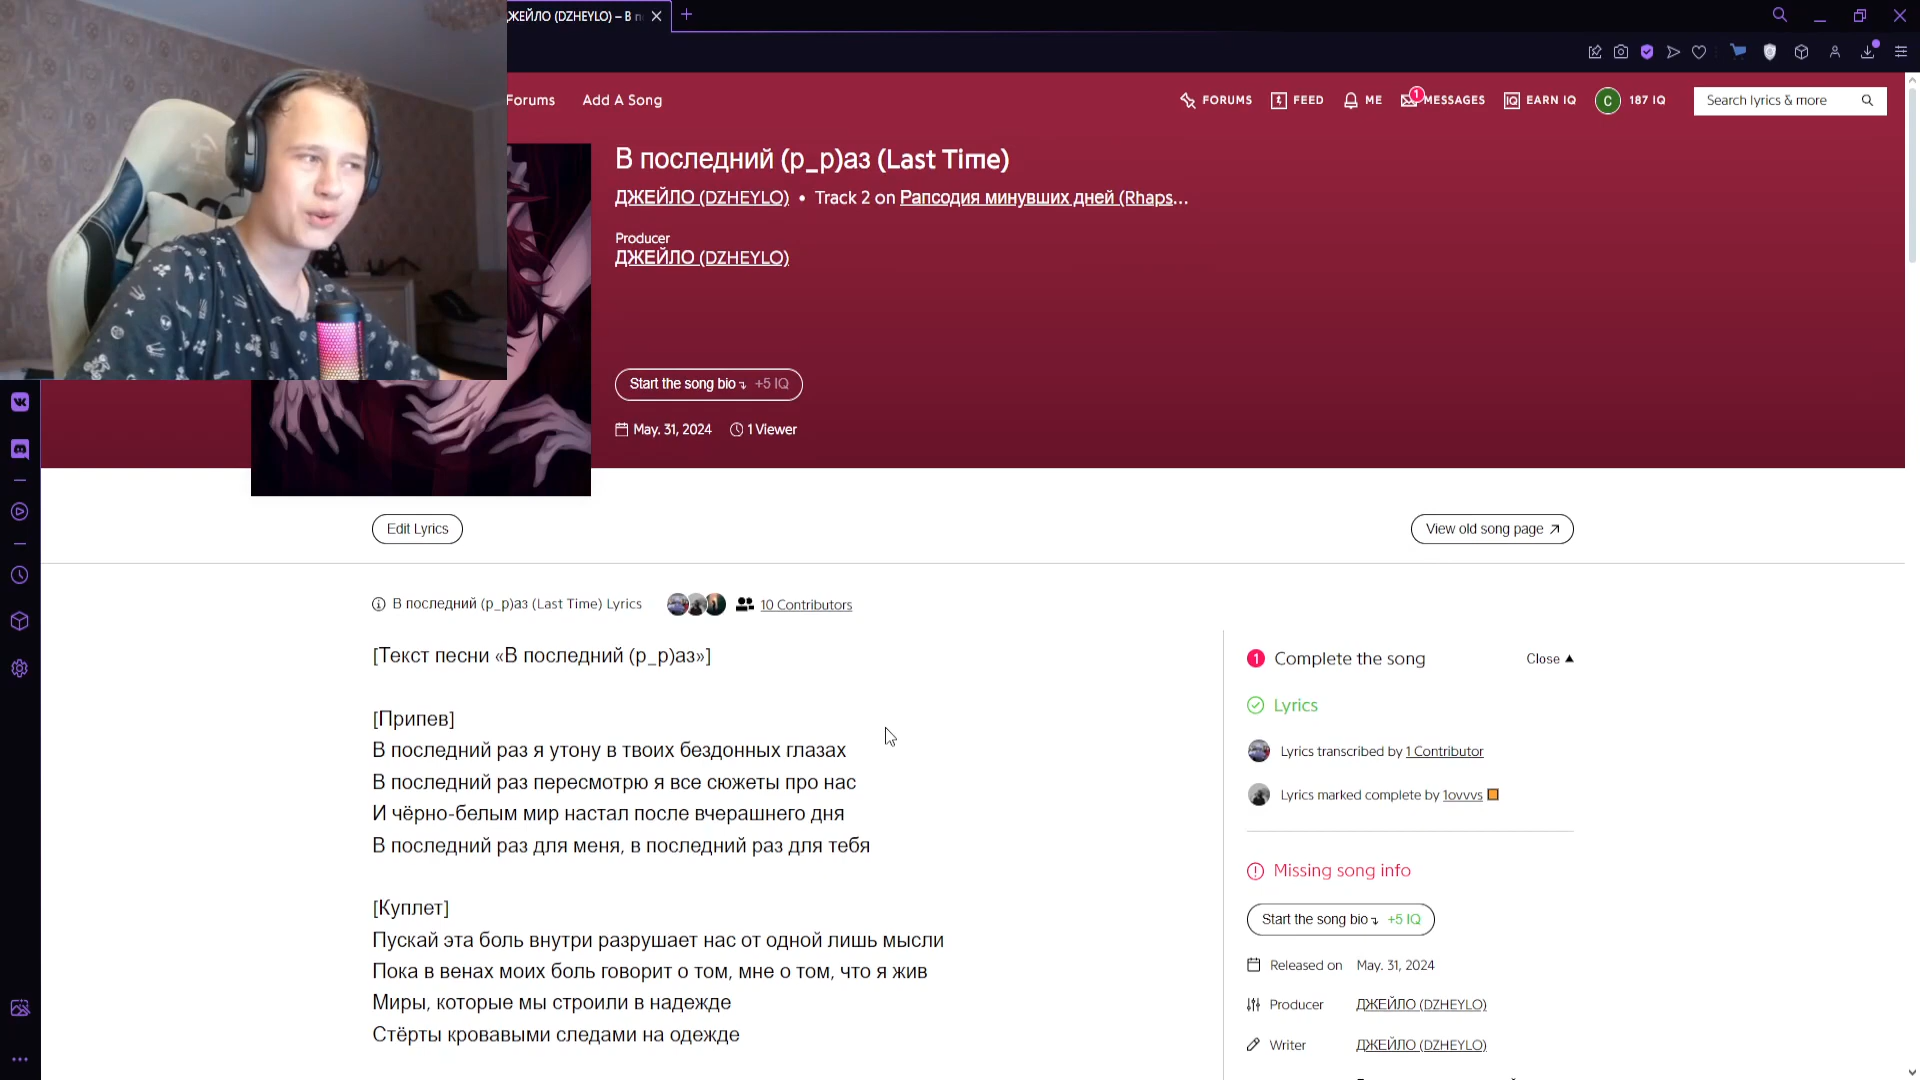 ЖЕЙЛО (DZHEYLO) – В п
Forums
Add A Song
FORUMS
FEED
ME
1
MESSAGES
EARN IQ
C
187 IQ
Search lyrics & more
В последний (р_р)аз (Last Time)
ДЖЕЙЛО (DZHEYLO) • Track 2 on Рапсодия минувших дней (Rhaps...
Producer
ДЖЕЙЛО (DZHEYLO)
Start the song bio +5 IQ
May. 31, 2024
1 Viewer
Edit Lyrics
View old song page
В последний (р_р)аз (Last Time) Lyrics
10 Contributors
[Текст песни «В последний (р_р)аз»]
[Припев]
В последний раз я утону в твоих бездонных глазах
В последний раз пересмотрю я все сюжеты про нас
И чёрно-белым мир настал после вчерашнего дня
В последний раз для меня, в последний раз для тебя
[Куплет]
Пускай эта боль внутри разрушает нас от одной лишь мысли
Пока в венах моих боль говорит о том, мне о том, что я жив
Миры, которые мы строили в надежде
Стёрты кровавыми следами на одежде
1 Complete the song
Close
Lyrics
Lyrics transcribed by 1 Contributor
Lyrics marked complete by 1ovvvs
Missing song info
Start the song bio +5 IQ
Released on May. 31, 2024
Producer ДЖЕЙЛО (DZHEYLO)
Writer ДЖЕЙЛО (DZHEYLO)